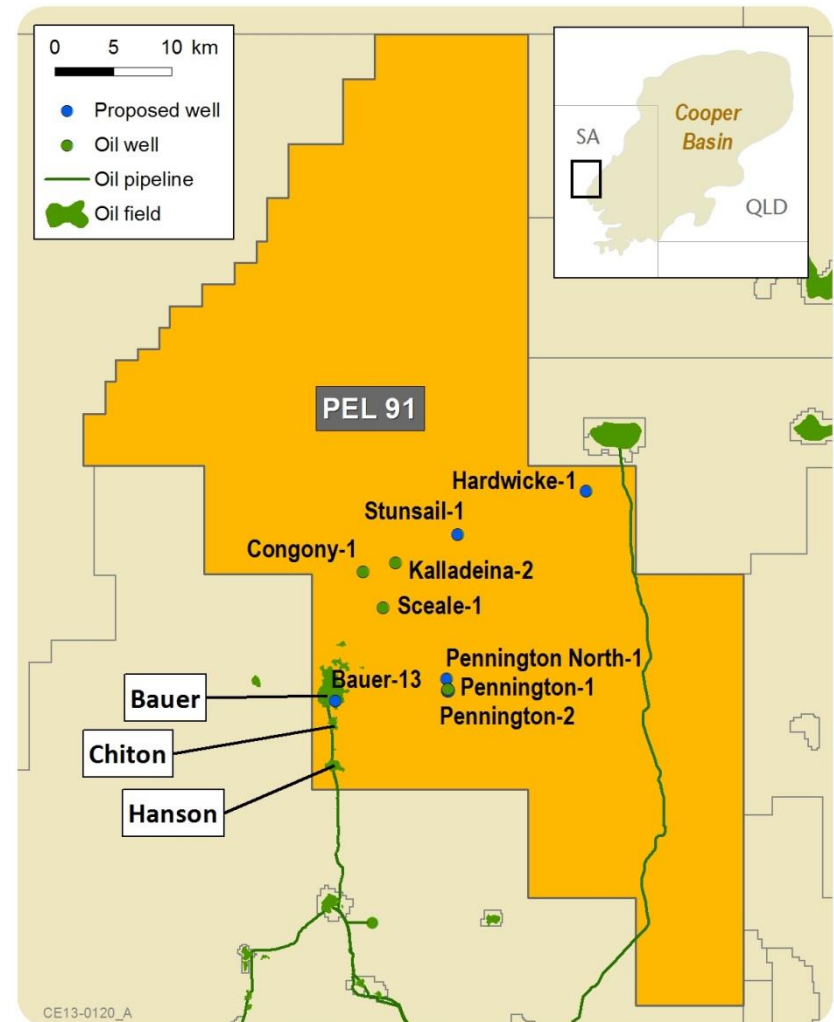 0 5 10 km
Proposed well
Oil well
Oil pipeline
Oil field
Cooper
Basin
SA
QLD
PEL 91
Hardwicke-1
Stunsail-1
Congony-1
Kalladeina-2
Sceale-1
Pennington North-1
Bauer-13
Pennington-1
Bauer
Pennington-2
Chiton
Hanson
CE13-0120_A